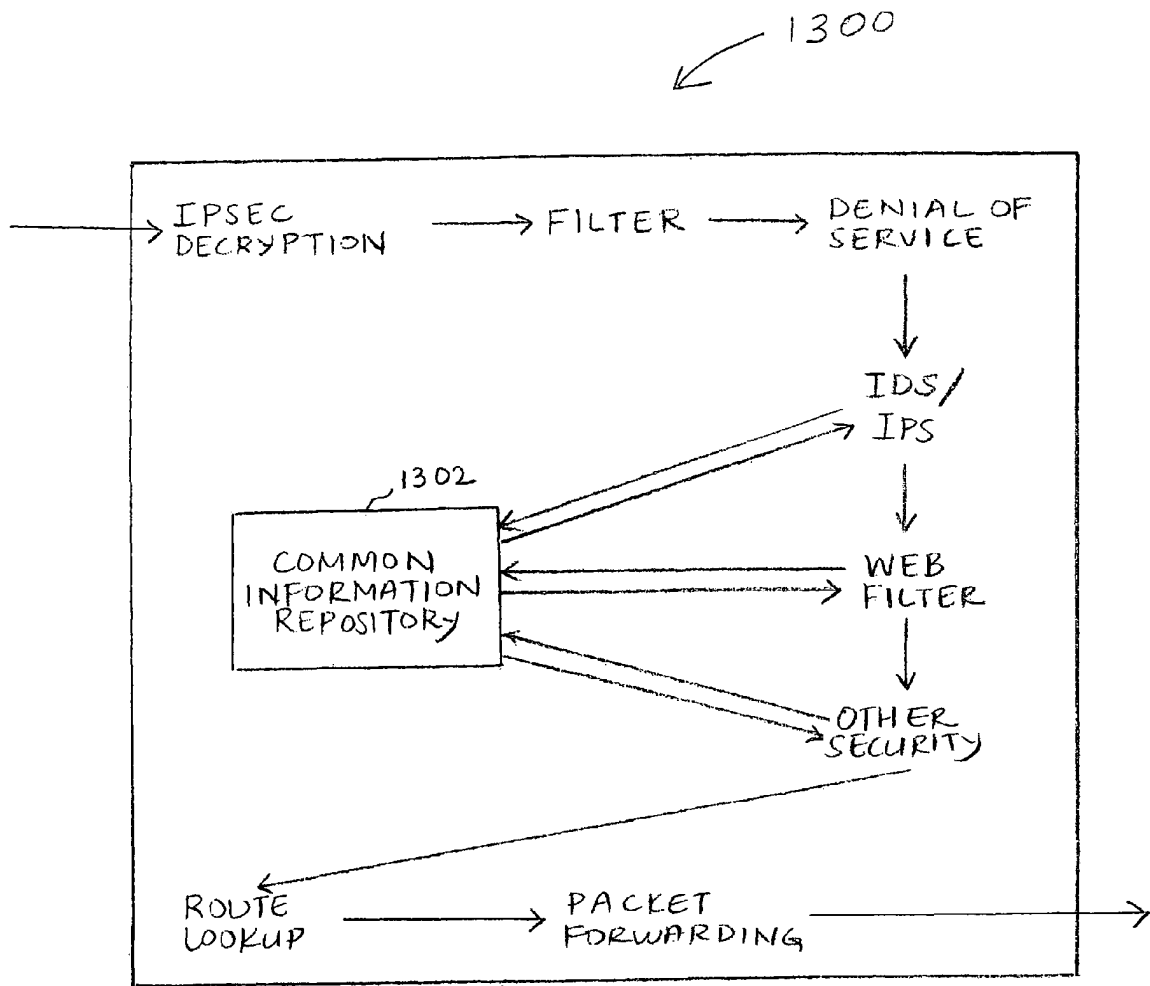 1300
IPSEC
DECRYPTION
FILTER
DENIAL OF
SERVICE
IDS/
IPS
1302
COMMON
INFORMATION
REPOSITORY
WEB
FILTER
OTHER
SECURITY
ROUTE
LOOKUP
PACKET
FORWARDING